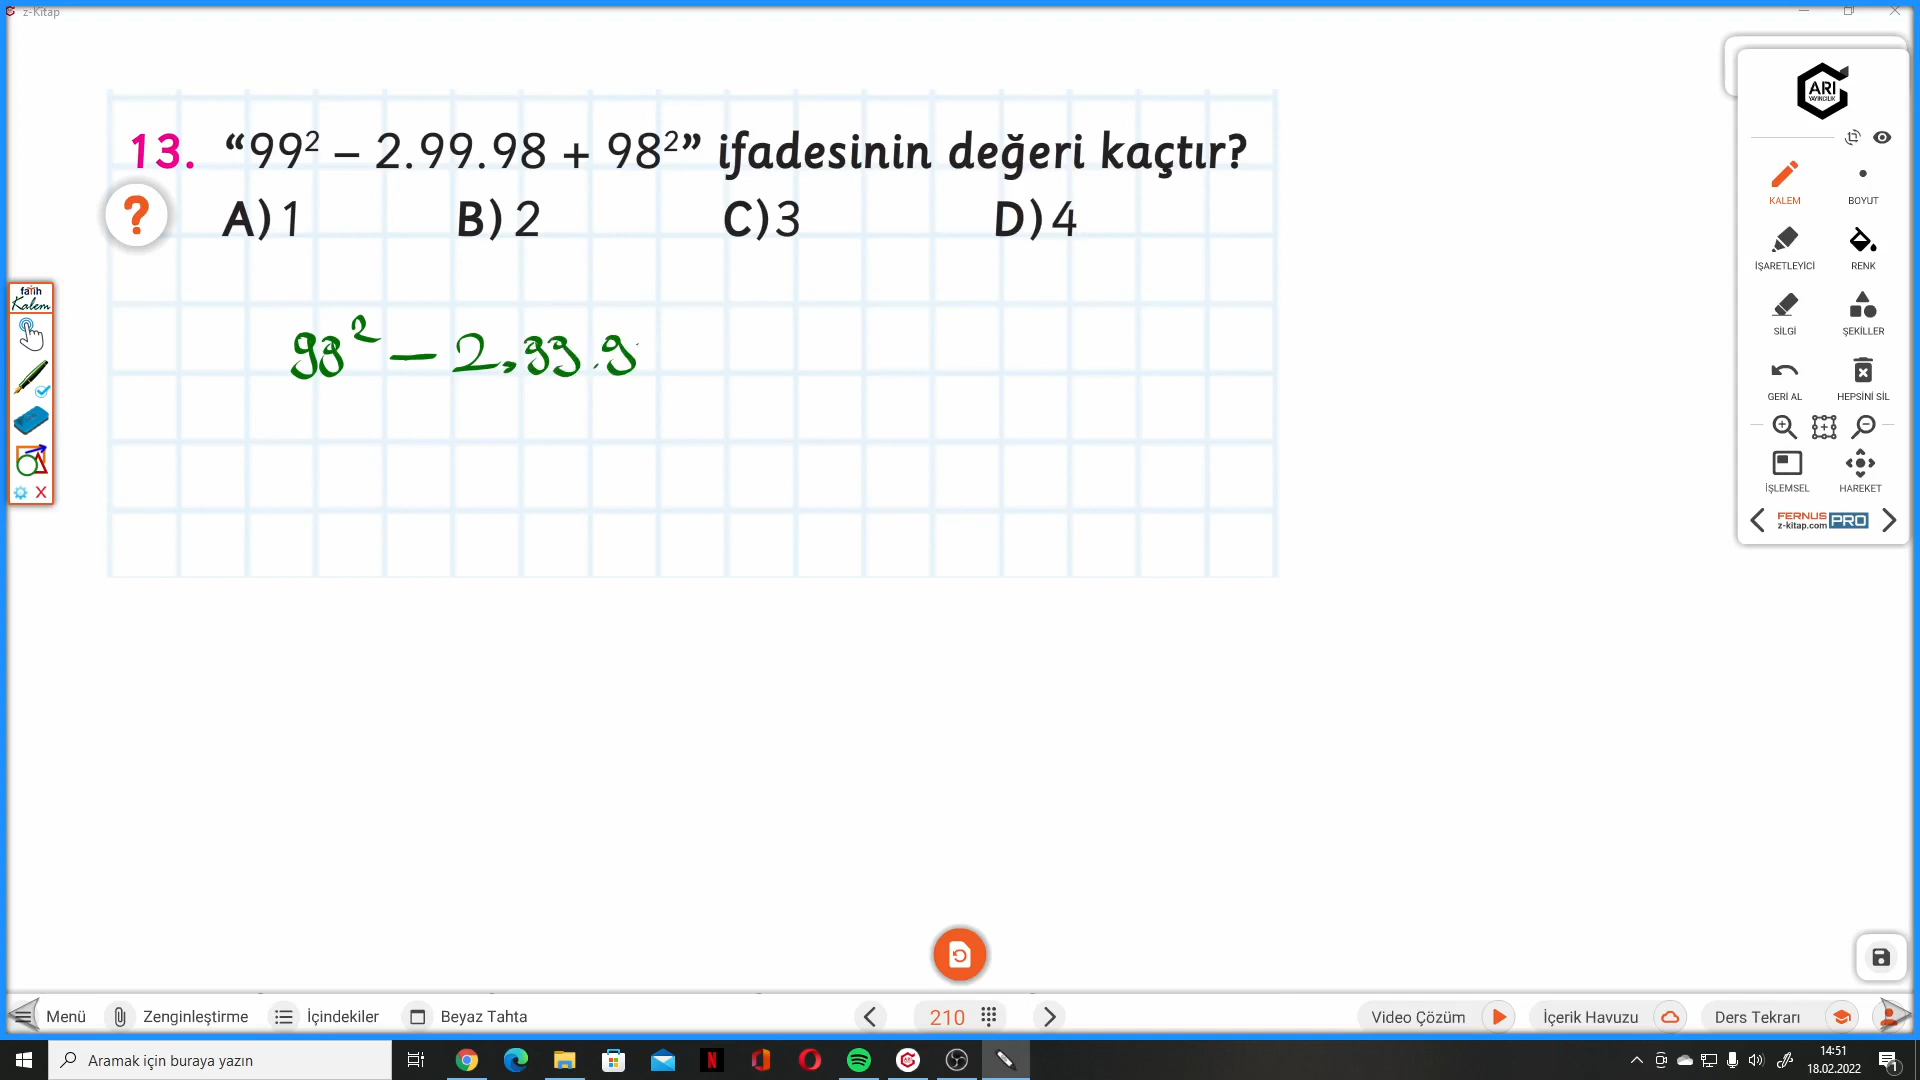 z-Kitap
13. “99² – 2.99.98 + 98²” ifadesinin değeri kaçtır?
A) 1 B) 2 C) 3 D) 4
99² – 2.99.9
fatih
Kalem
ARI
YAYINCILIK
KALEM BOYUT
İŞARETLEYİCİ RENK
SİLGİ ŞEKİLLER
GERİ AL HEPSİNİ SİL
İŞLEMSEL HAREKET
FERNUS PRO
z-kitap.com
Menü Zenginleştirme İçindekiler Beyaz Tahta 210 Video Çözüm İçerik Havuzu Ders Tekrarı
Aramak için buraya yazın
14:51
18.02.2022
1